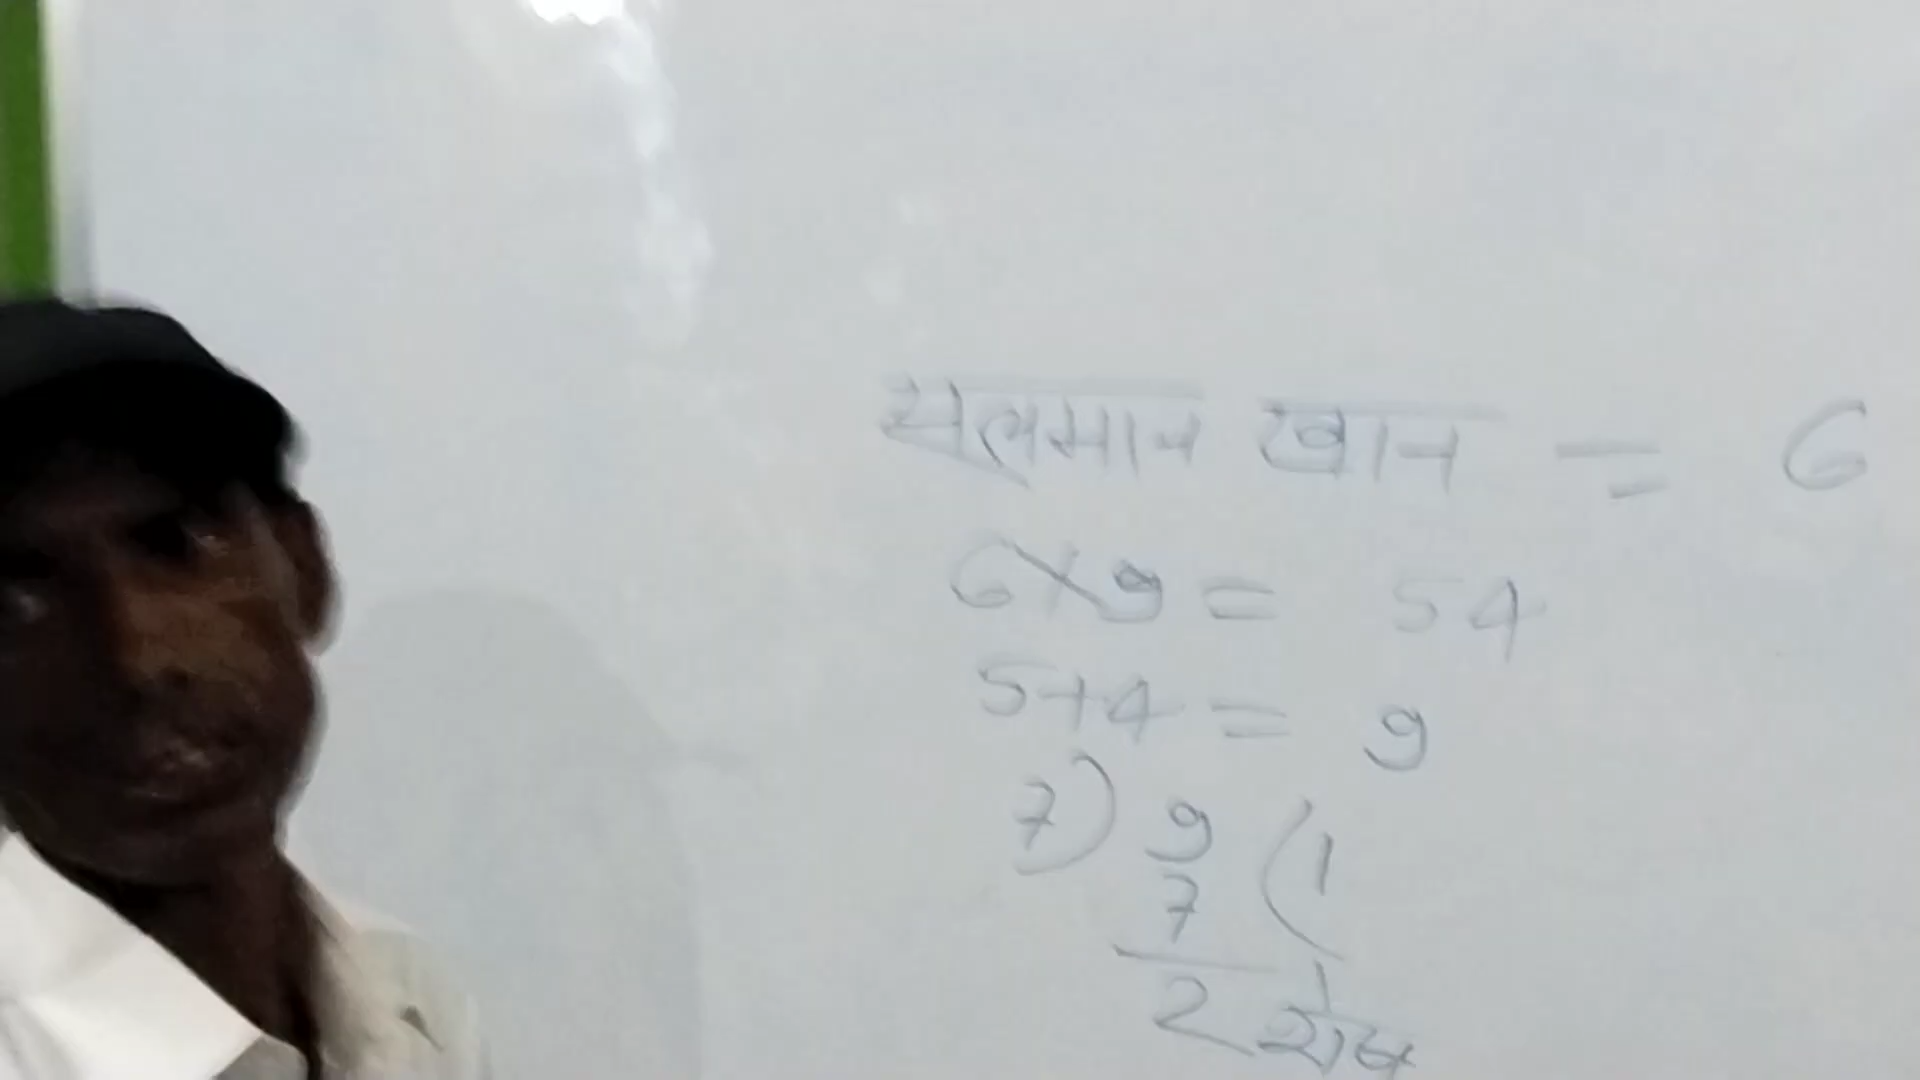 सलमान खान = 6
6×9 = 54
5+4 = 9
7) 9 (1
7
2 शेष